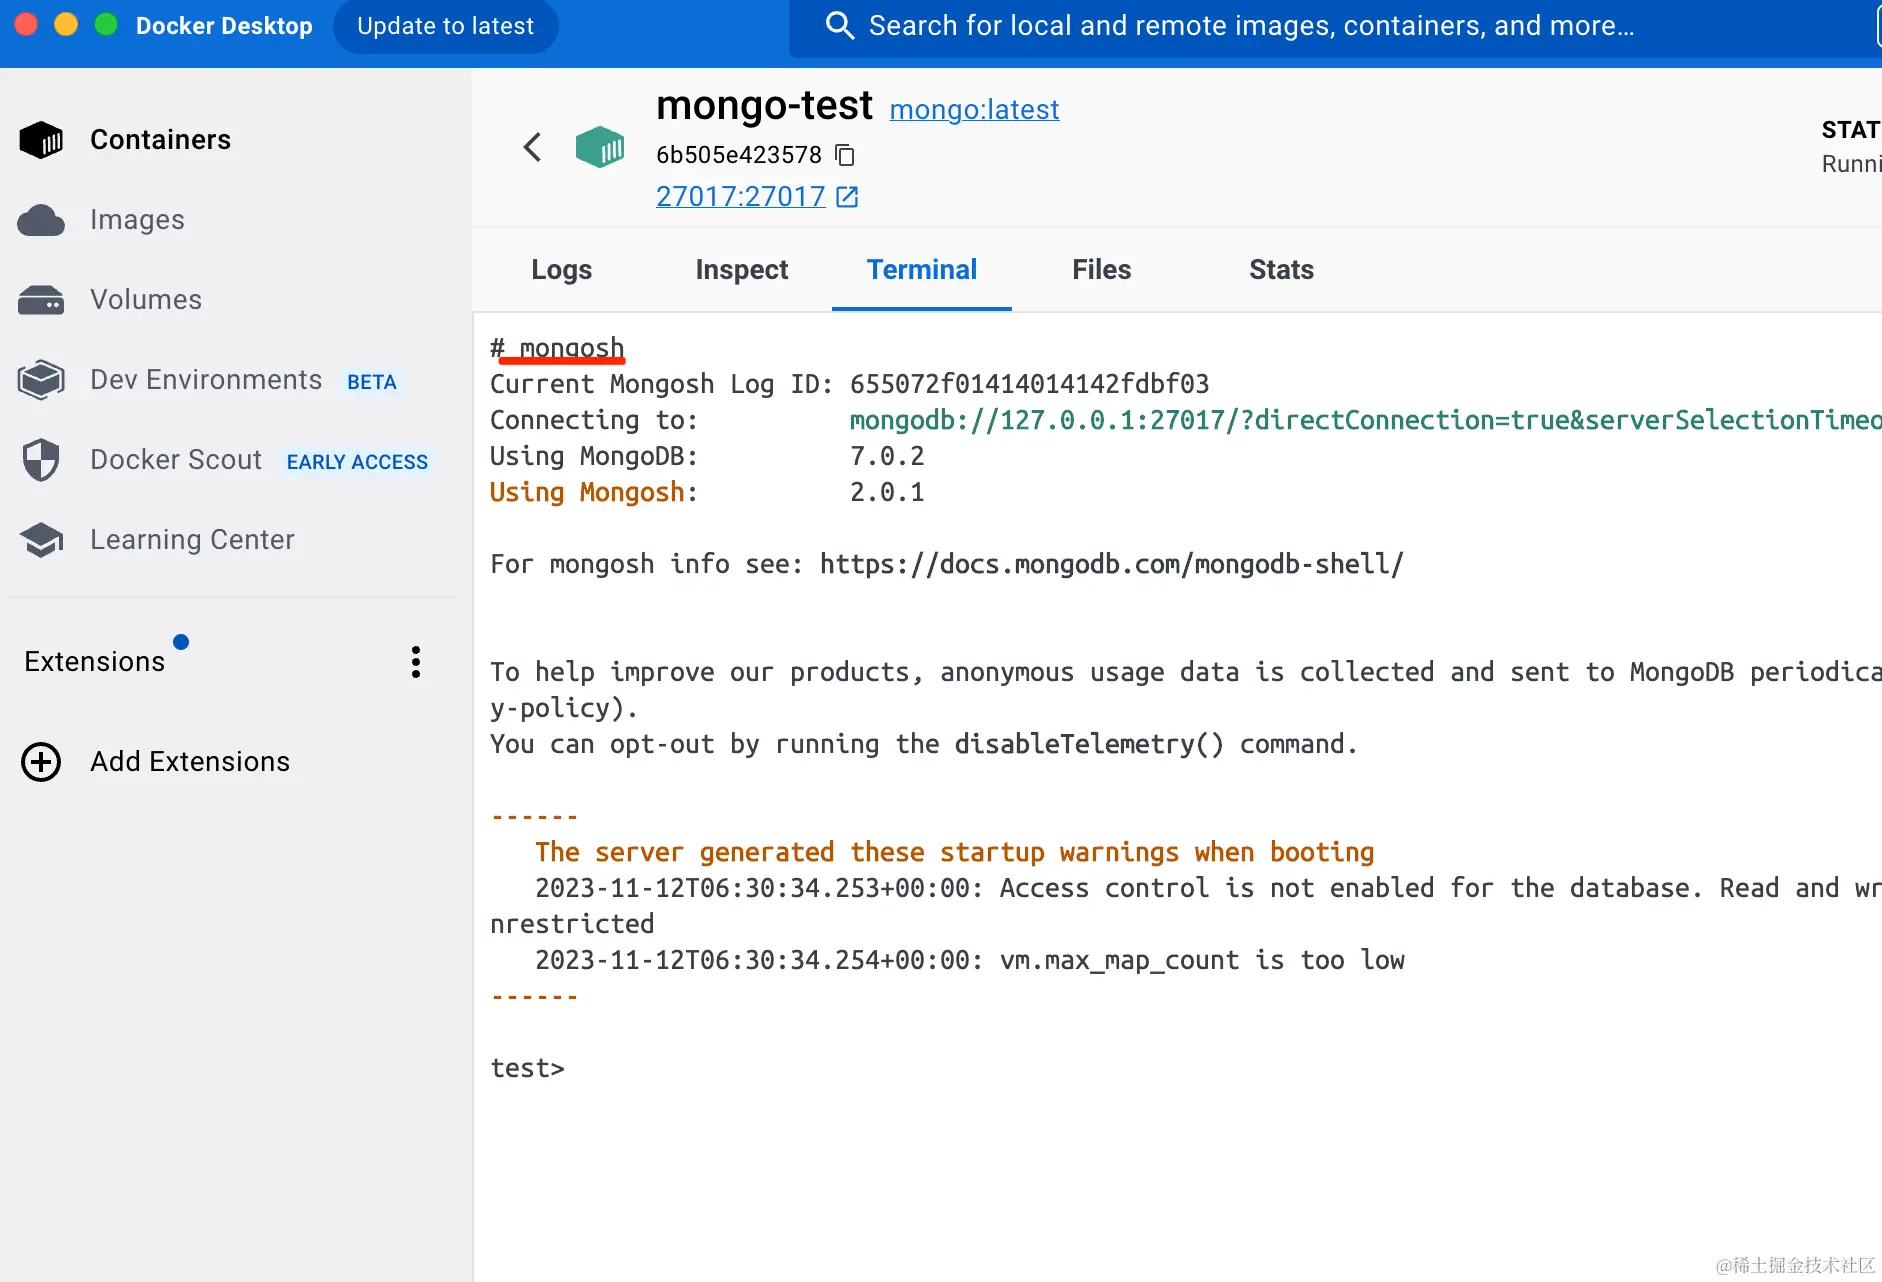 Docker Desktop
Update to latest
Search for local and remote images, containers, and more...
Containers
Images
Volumes
Dev Environments BETA
Docker Scout EARLY ACCESS
Learning Center
Extensions
Add Extensions
mongo-test mongo:latest
6b505e423578
27017:27017
STAT
Runni
Logs Inspect Terminal Files Stats
# mongosh
Current Mongosh Log ID: 655072f01414014142fdbf03
Connecting to: mongodb://127.0.0.1:27017/?directConnection=true&serverSelectionTimeo
Using MongoDB: 7.0.2
Using Mongosh: 2.0.1
For mongosh info see: https://docs.mongodb.com/mongodb-shell/
To help improve our products, anonymous usage data is collected and sent to MongoDB periodica
y-policy).
You can opt-out by running the disableTelemetry() command.
------
The server generated these startup warnings when booting
2023-11-12T06:30:34.253+00:00: Access control is not enabled for the database. Read and wr
nrestricted
2023-11-12T06:30:34.254+00:00: vm.max_map_count is too low
------
test>
@稀土掘金技术社区